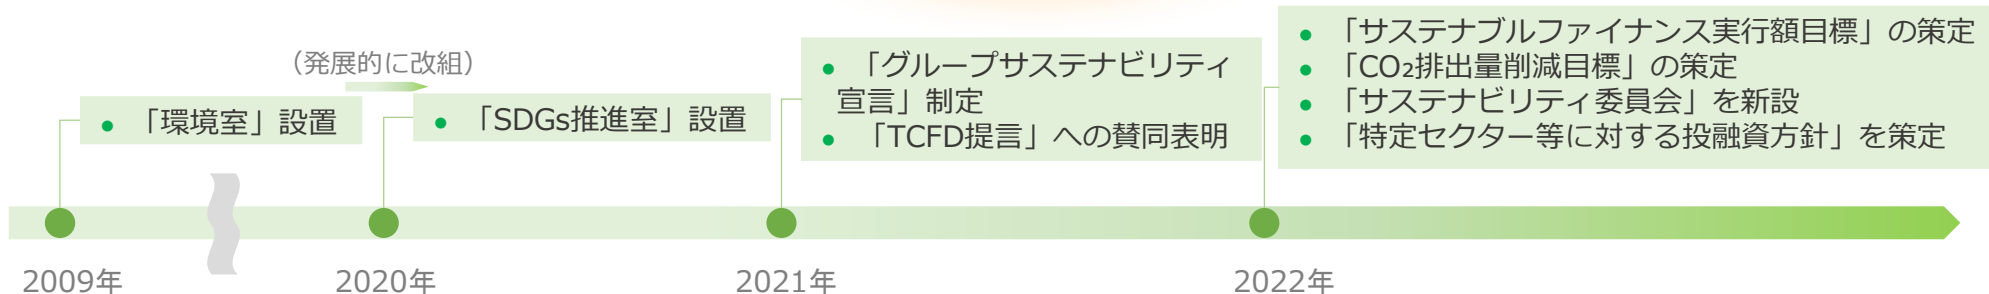 (発展的に改組)
● 「環境室」設置
● 「SDGs推進室」設置
● 「グループサステナビリティ
宣言」制定
● 「TCFD提言」への賛同表明
● 「サステナブルファイナンス実行額目標」の策定
● 「CO₂排出量削減目標」の策定
● 「サステナビリティ委員会」を新設
● 「特定セクター等に対する投融資方針」を策定
2009年
2020年
2021年
2022年